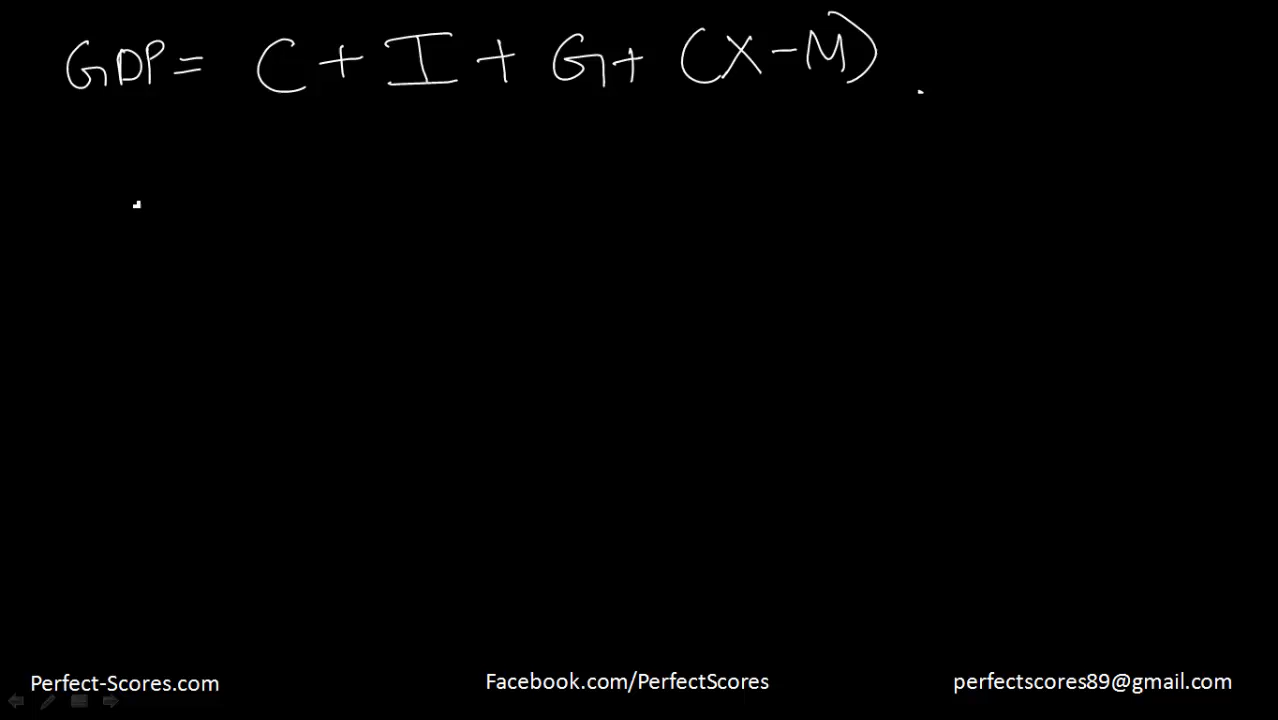 GDP = C + I + G + (X - M) .
Perfect-Scores.com
Facebook.com/PerfectScores
perfectscores89@gmail.com